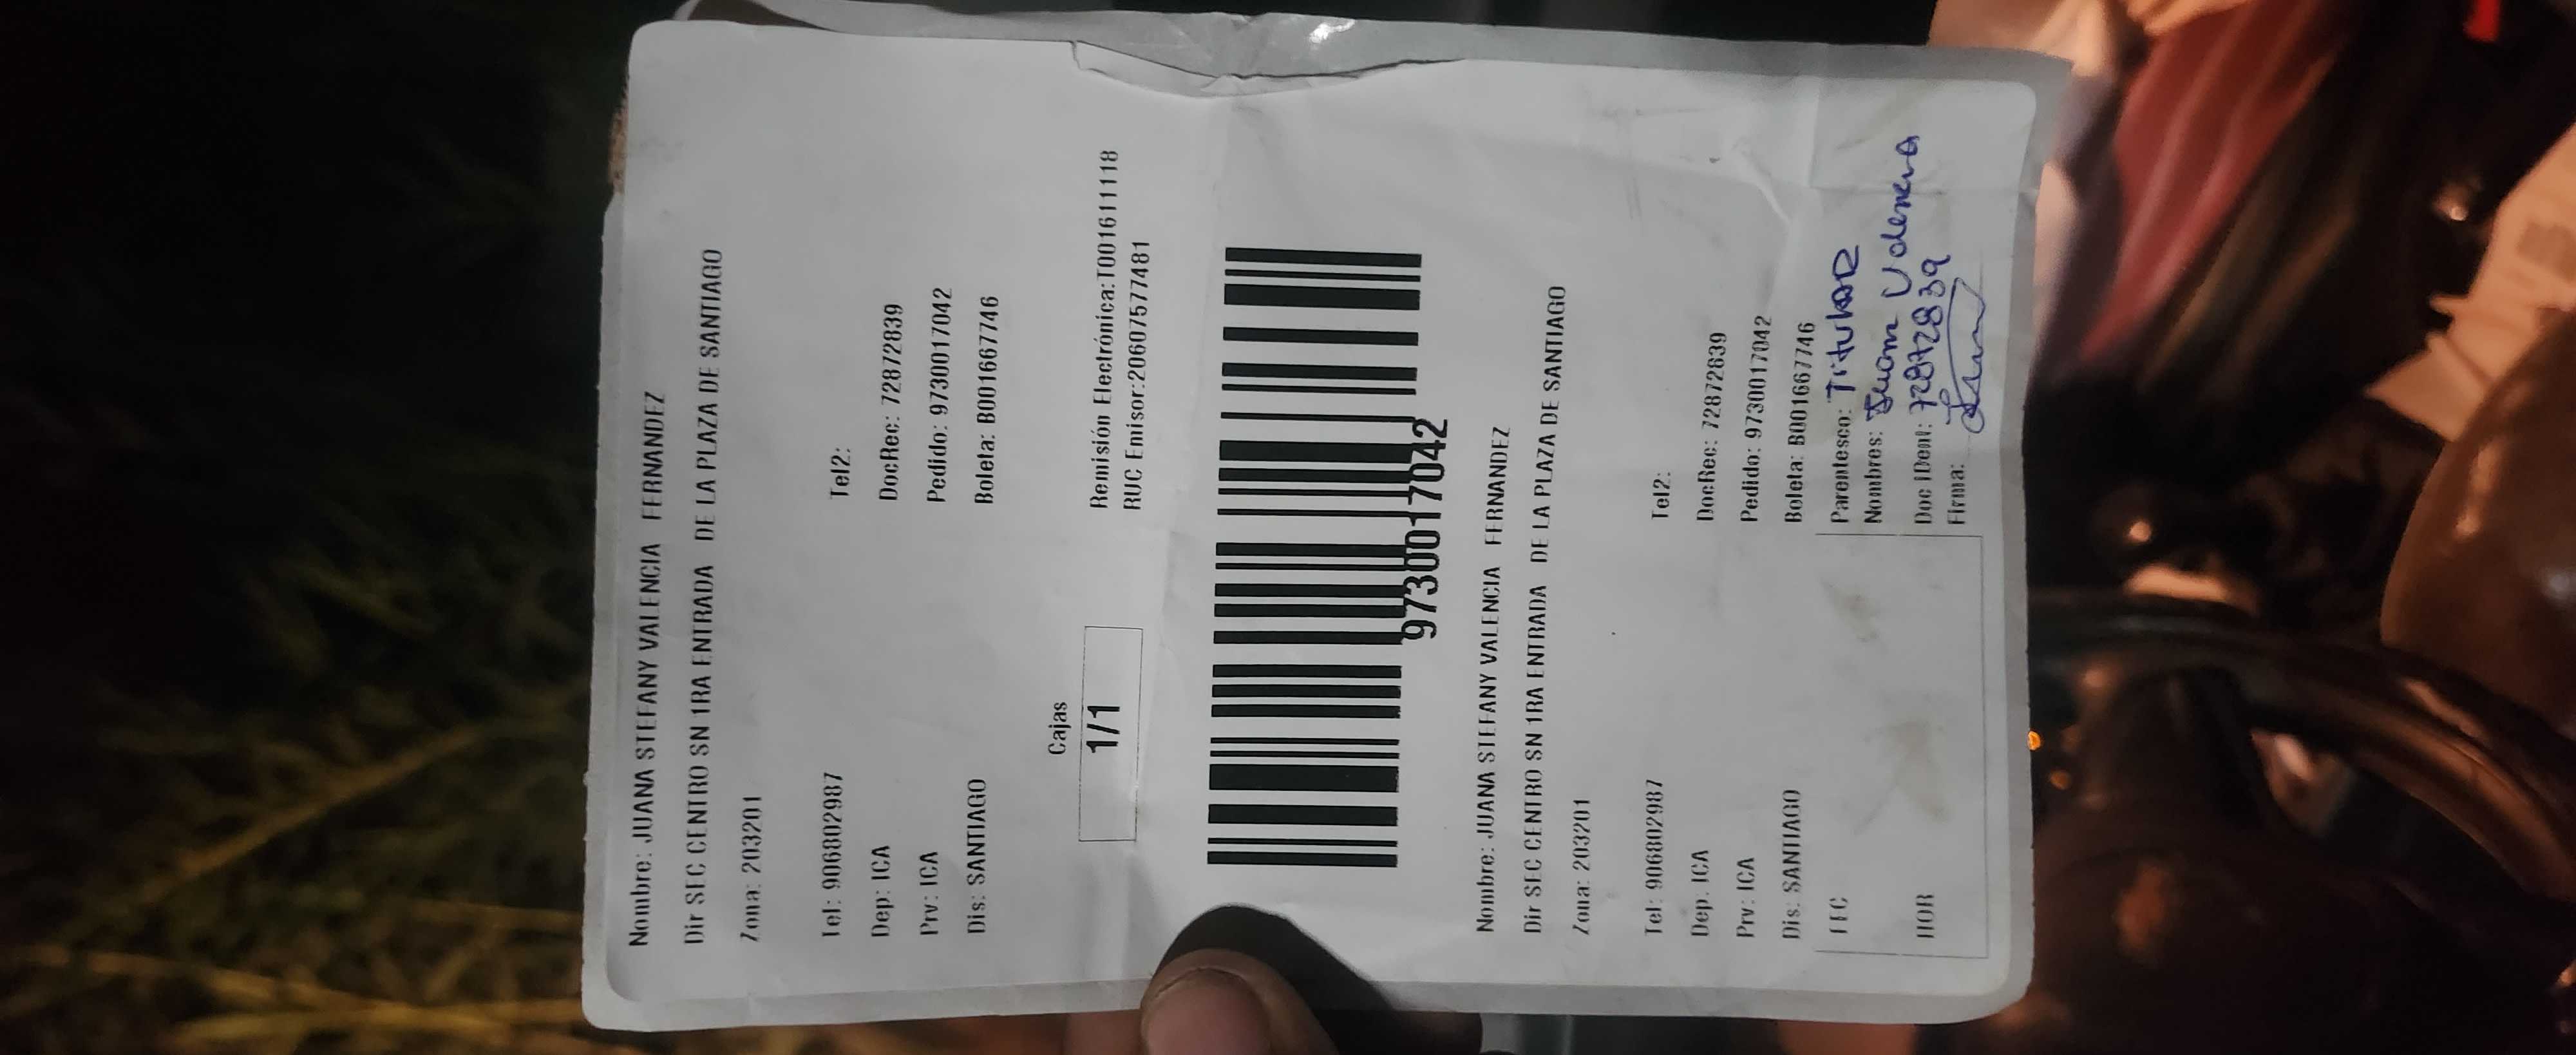 Nombre: JUANA STEFANY VALENCIA FERNANDEZ
Dir SEC CENTRO SN 1RA ENTRADA DE LA PLAZA DE SANTIAGO
Zona: 203201
Tel: 906802987 Tel2:
Dep: ICA DocRec: 72872839
Prv: ICA Pedido: 9730017042
Dis: SANTIAGO Boleta: B001667746
Cajas
1/1
Remisión Electrónica:T001611118
RUC Emisor:20607577481
9730017042
Nombre: JUANA STEFANY VALENCIA FERNANDEZ
Dir SEC CENTRO SN 1RA ENTRADA DE LA PLAZA DE SANTIAGO
Zona: 203201
Tel: 906802987 Tel2:
Dep: ICA DocRec: 72872839
Prv: ICA Pedido: 9730017042
Dis: SANTIAGO Boleta: B001667746
FEC Parentesco: Titular
Nombres: Juana Valencia
HOR Doc IDent: 72872839
Firma: